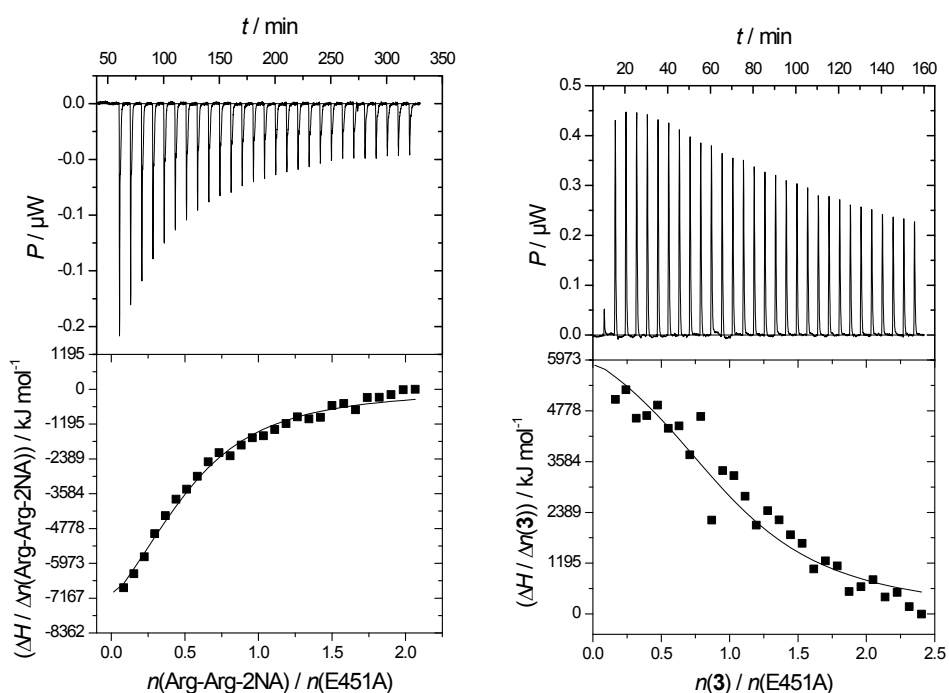 t / min
50 100 150 200 250 300 350
0.0
-0.0
-0.1
-0.1
-0.2
P / µW
1195
0
-1195
-2389
-3584
-4778
-5973
-7167
-8362
(ΔH / Δn(Arg-Arg-2NA)) / kJ mol⁻¹
0.0 0.5 1.0 1.5 2.0
n(Arg-Arg-2NA) / n(E451A)
t / min
20 40 60 80 100 120 140 160
0.5
0.4
0.3
0.2
0.1
0.0
P / µW
5973
4778
3584
2389
1195
0
(ΔH / Δn(3)) / kJ mol⁻¹
0.0 0.5 1.0 1.5 2.0 2.5
n(3) / n(E451A)